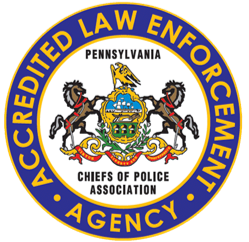 · ACCREDITED LAW ENFORCEMENT ·
PENNSYLVANIA
CHIEFS OF POLICE
ASSOCIATION
AGENCY